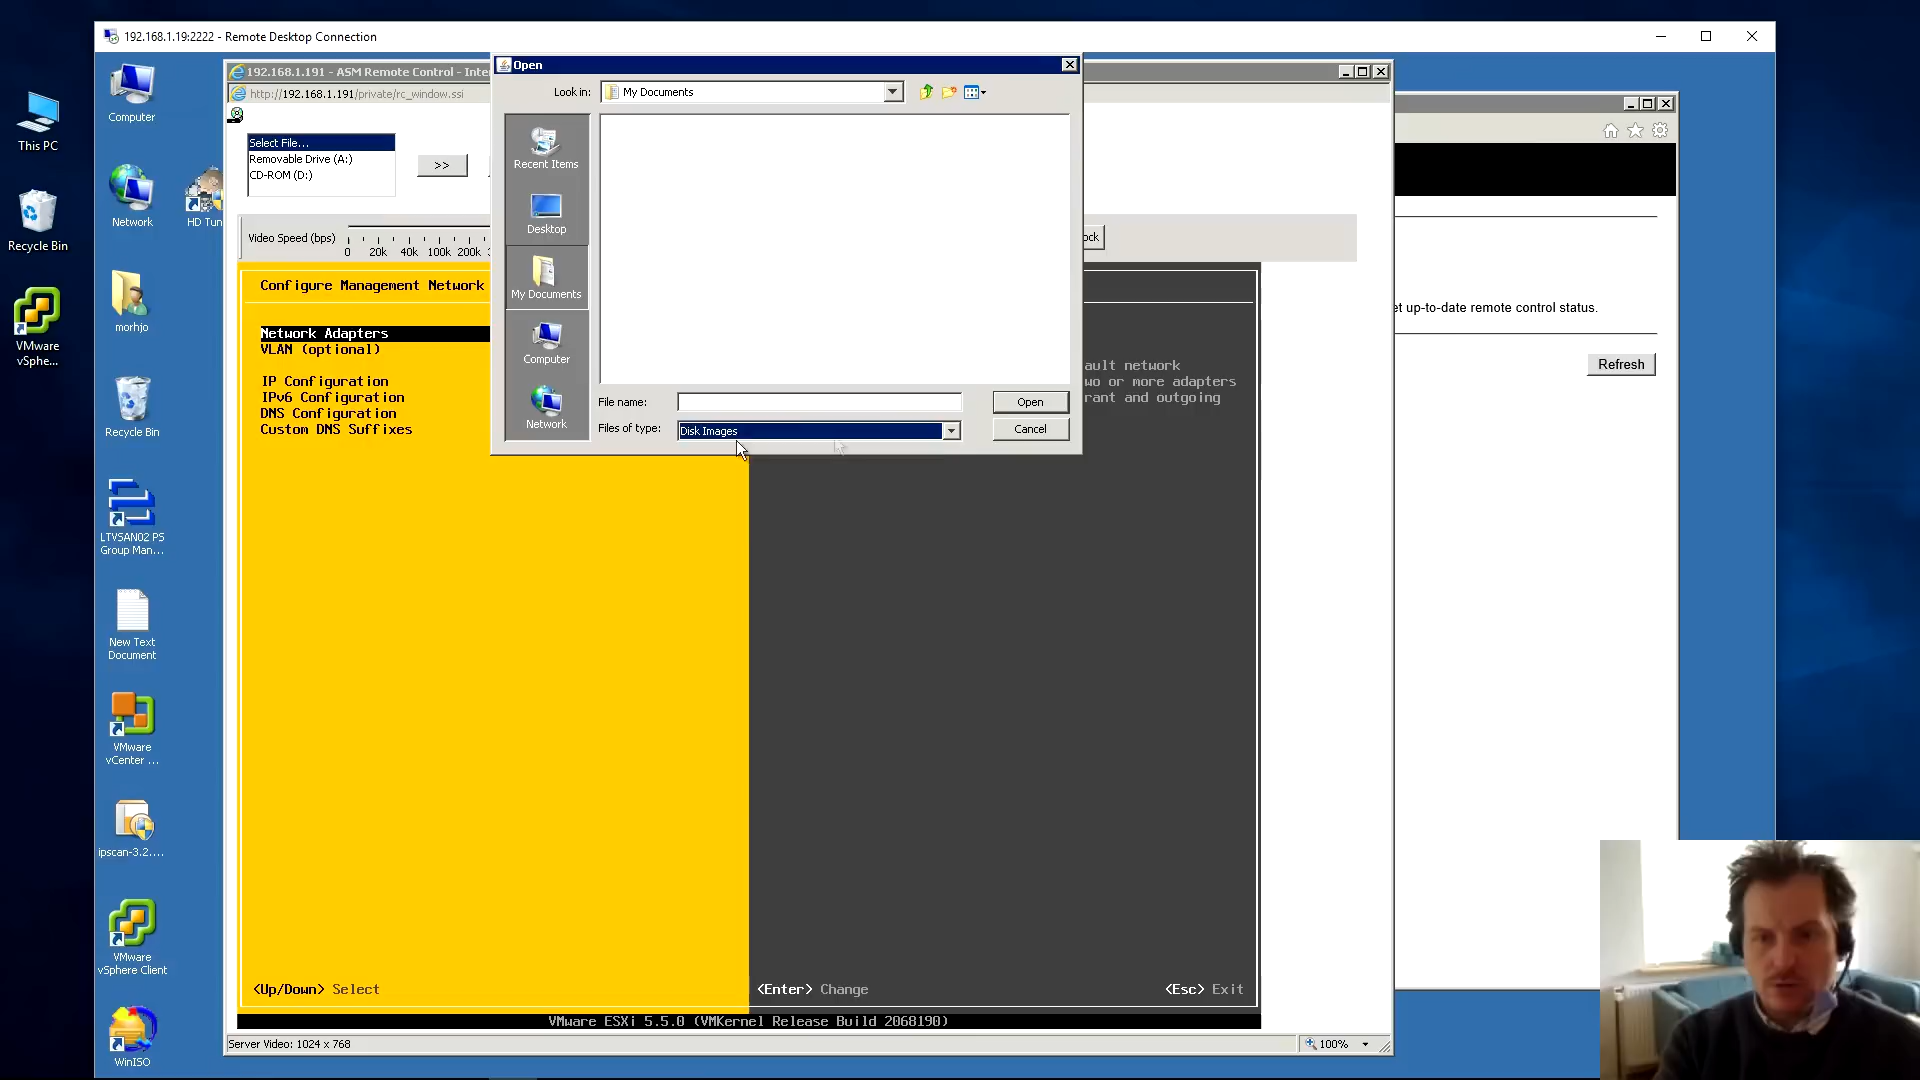 192.168.1.19:2222 - Remote Desktop Connection
This PC
Recycle Bin
VMware
vSphe...
Computer
Network
HD Tun
morhjo
Recycle Bin
LTVSAN02 PS
Group Man...
New Text
Document
VMware
vCenter ...
ipscan-3.2....
VMware
vSphere Client
WinISO
192.168.1.191 - ASM Remote Control - Inte
http://192.168.1.191/private/rc_window.ssi
Select File...
Removable Drive (A:)
CD-ROM (D:)
>>
Video Speed (bps)
0 20k 40k 100k 200k
ock
Open
Look in:
My Documents
Recent Items
Desktop
My Documents
Computer
Network
File name:
Open
Files of type:
Disk Images
Cancel
Configure Management Network
Network Adapters
VLAN (optional)
IP Configuration
IPv6 Configuration
DNS Configuration
Custom DNS Suffixes
ault network
wo or more adapters
rant and outgoing
<Up/Down> Select
<Enter> Change
<Esc> Exit
VMware ESXi 5.5.0 (VMKernel Release Build 2068190)
Server Video: 1024 x 768
100%
et up-to-date remote control status.
Refresh